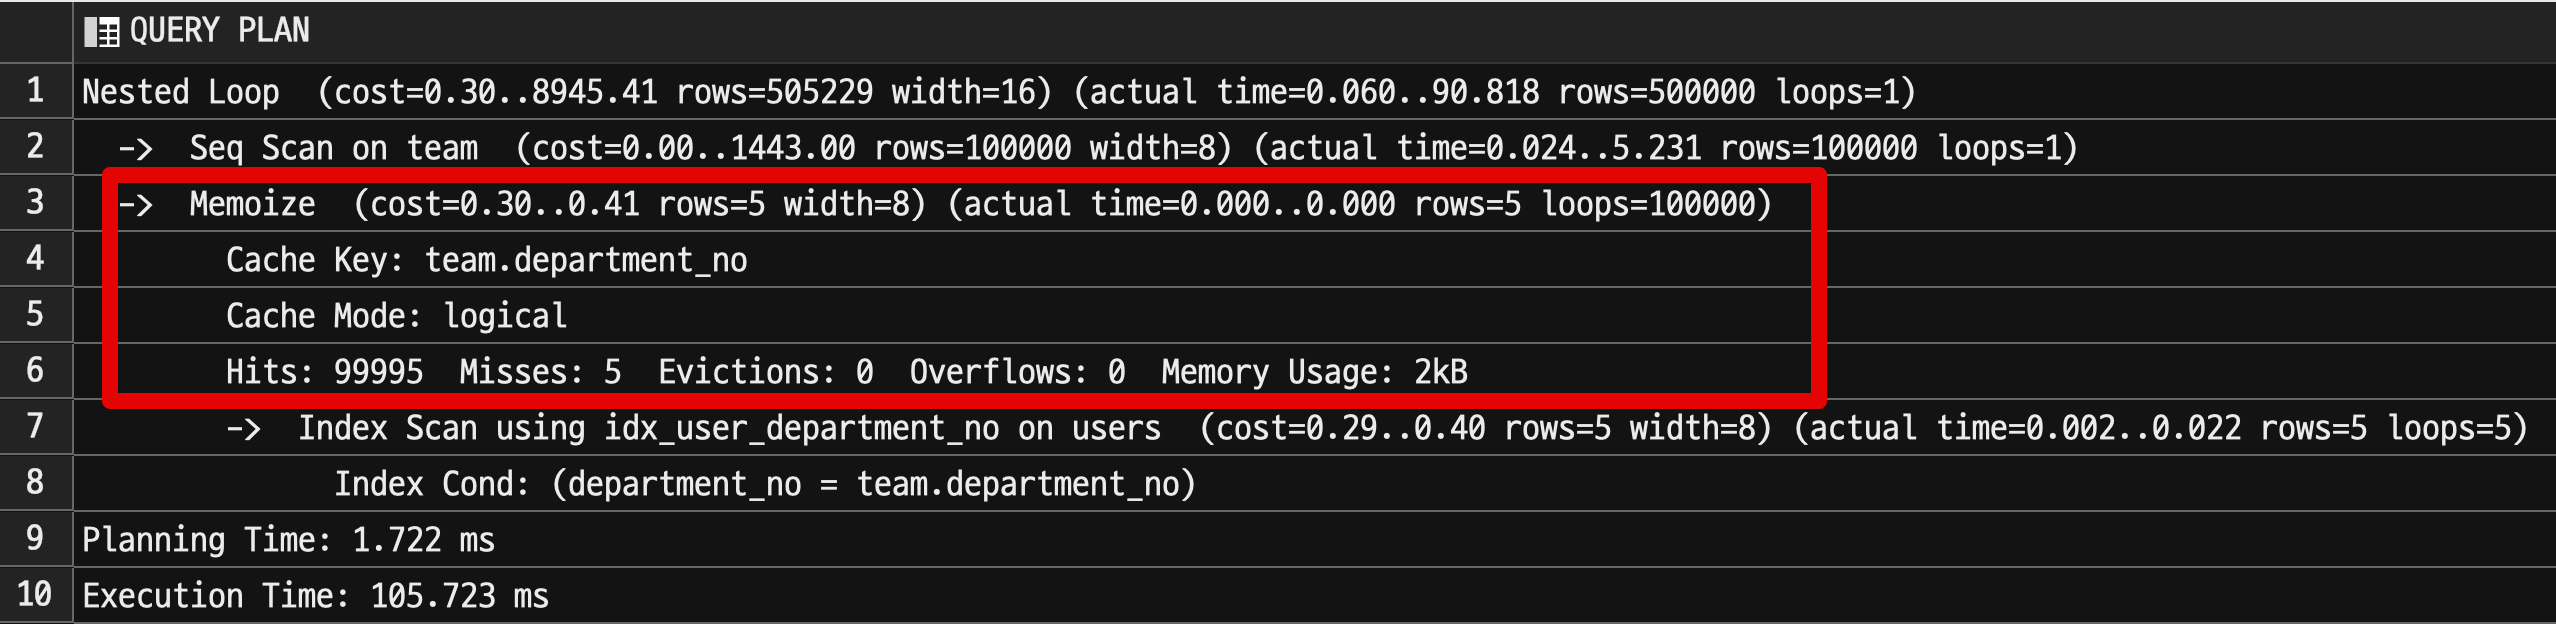 QUERY PLAN
1 Nested Loop  (cost=0.30..8945.41 rows=505229 width=16) (actual time=0.060..90.818 rows=500000 loops=1)
2   ->  Seq Scan on team  (cost=0.00..1443.00 rows=100000 width=8) (actual time=0.024..5.231 rows=100000 loops=1)
3   ->  Memoize  (cost=0.30..0.41 rows=5 width=8) (actual time=0.000..0.000 rows=5 loops=100000)
4         Cache Key: team.department_no
5         Cache Mode: logical
6         Hits: 99995  Misses: 5  Evictions: 0  Overflows: 0  Memory Usage: 2kB
7         ->  Index Scan using idx_user_department_no on users  (cost=0.29..0.40 rows=5 width=8) (actual time=0.002..0.022 rows=5 loops=5)
8               Index Cond: (department_no = team.department_no)
9 Planning Time: 1.722 ms
10 Execution Time: 105.723 ms